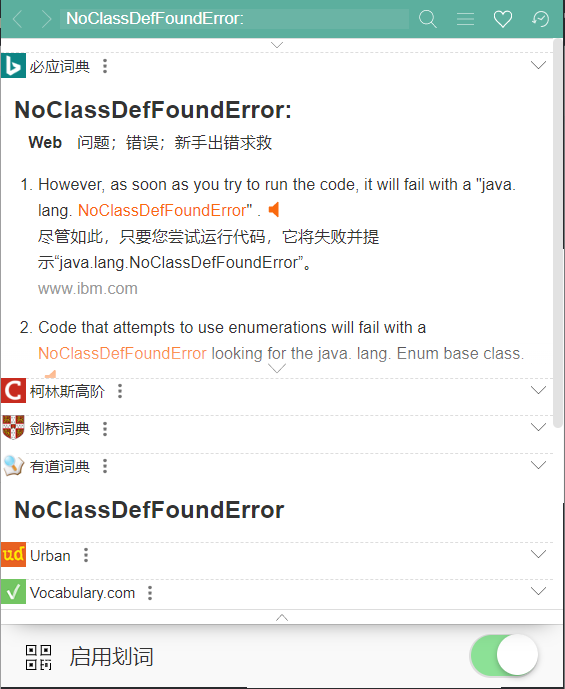 NoClassDefFoundError:
必应词典
NoClassDefFoundError:
Web 问题；错误；新手出错求救
1. However, as soon as you try to run the code, it will fail with a "java.
lang. NoClassDefFoundError" .
尽管如此，只要您尝试运行代码，它将失败并提
示“java.lang.NoClassDefFoundError”。
www.ibm.com
2. Code that attempts to use enumerations will fail with a
NoClassDefFoundError looking for the java. lang. Enum base class.
C 柯林斯高阶
剑桥词典
有道词典
NoClassDefFoundError
ud Urban
Vocabulary.com
启用划词